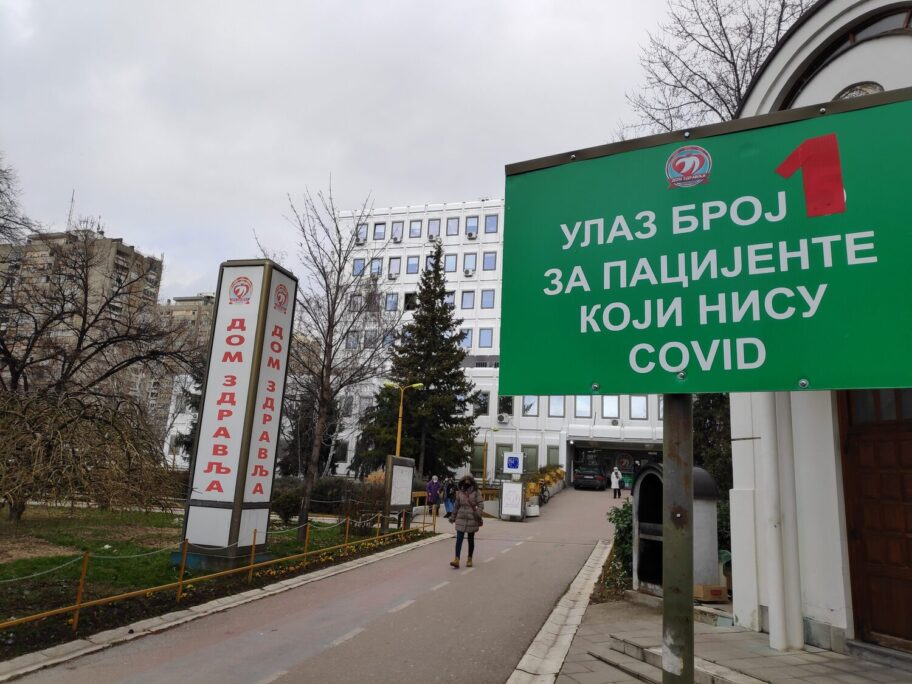 ДОМ ЗДРАВЉА
ДОМ ЗДРАВЉА
УЛАЗ БРОЈ 1
ЗА ПАЦИЈЕНТЕ
КОЈИ НИСУ
COVID